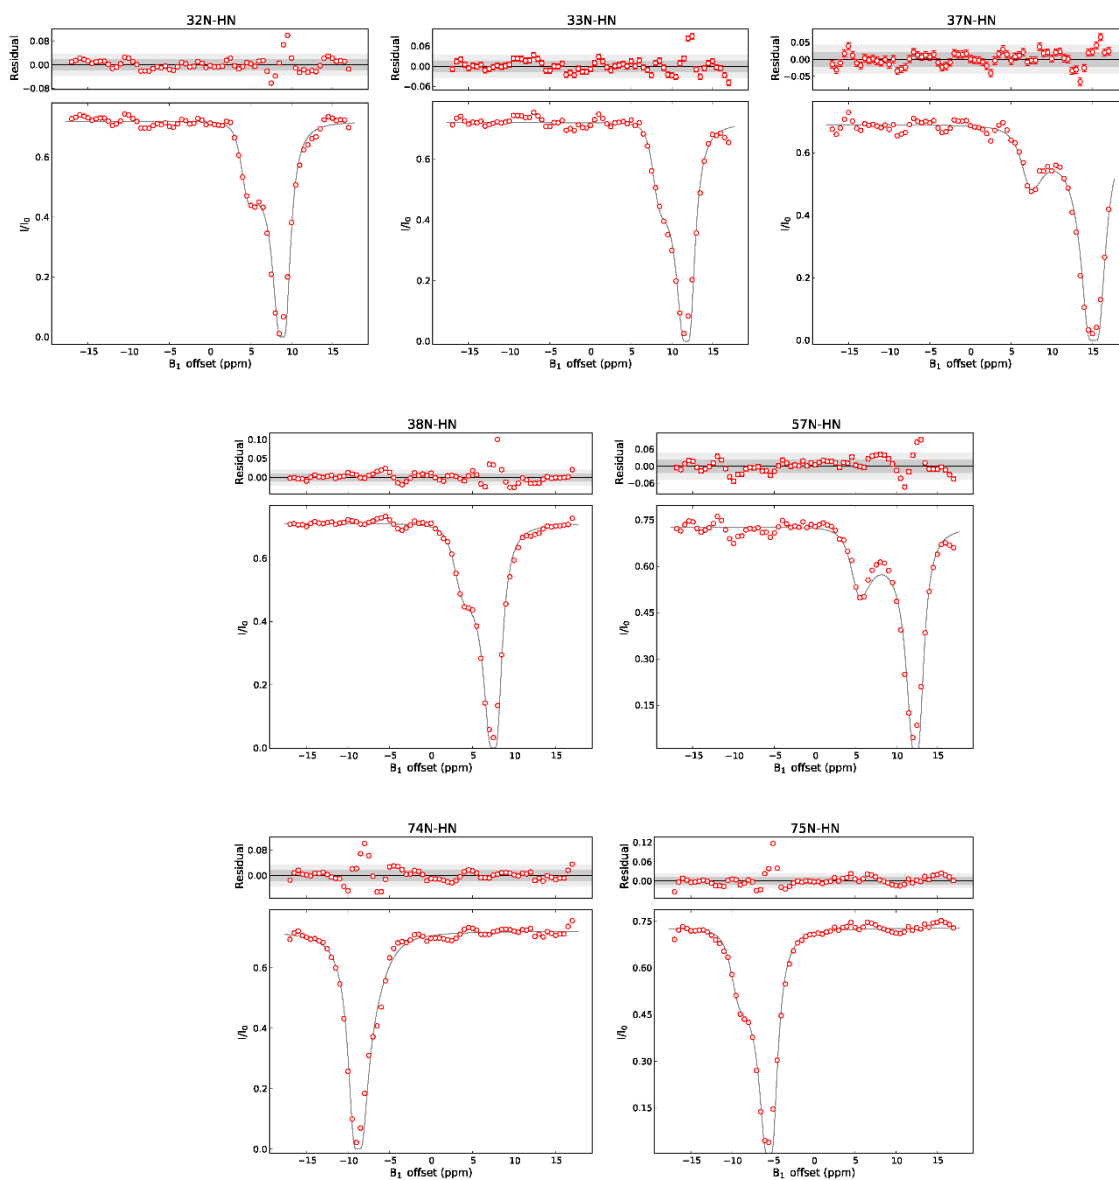 32N-HN
Residual
0.08
0.00
−0.08
I/I0
0.6
0.4
0.2
0.0
−15 −10 −5 0 5 10 15
B1 offset (ppm)
33N-HN
Residual
0.06
0.00
−0.06
I/I0
0.6
0.4
0.2
0.0
−15 −10 −5 0 5 10 15
B1 offset (ppm)
37N-HN
Residual
0.05
0.00
−0.05
I/I0
0.6
0.4
0.2
0.0
−15 −10 −5 0 5 10 15
B1 offset (ppm)
38N-HN
Residual
0.10
0.05
0.00
I/I0
0.6
0.4
0.2
0.0
−15 −10 −5 0 5 10 15
B1 offset (ppm)
57N-HN
Residual
0.06
0.00
−0.06
I/I0
0.75
0.60
0.45
0.30
0.15
−15 −10 −5 0 5 10 15
B1 offset (ppm)
74N-HN
Residual
0.08
0.00
I/I0
0.6
0.4
0.2
0.0
−15 −10 −5 0 5 10 15
B1 offset (ppm)
75N-HN
Residual
0.12
0.06
0.00
I/I0
0.75
0.60
0.45
0.30
0.15
−15 −10 −5 0 5 10 15
B1 offset (ppm)